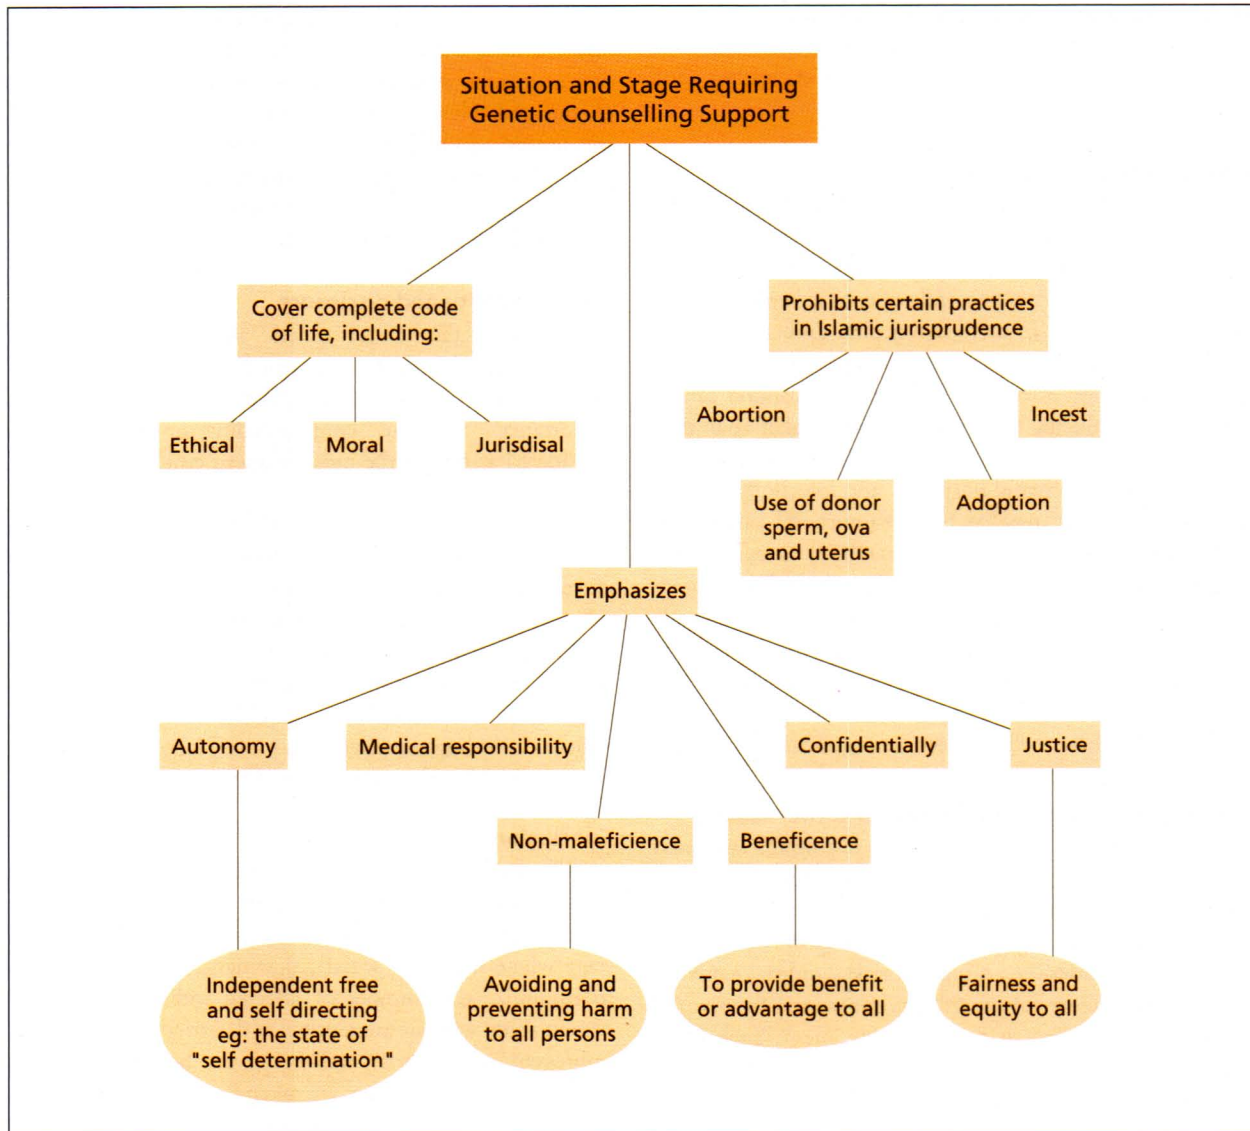 Situation and Stage Requiring
Genetic Counselling Support
Cover complete code
of life, including:
Prohibits certain practices
in Islamic jurisprudence
Ethical
Moral
Jurisdisal
Abortion
Incest
Use of donor
sperm, ova
and uterus
Adoption
Emphasizes
Autonomy
Medical responsibility
Confidentially
Justice
Non-maleficience
Beneficence
Independent free
and self directing
eg: the state of
"self determination"
Avoiding and
preventing harm
to all persons
To provide benefit
or advantage to all
Fairness and
equity to all